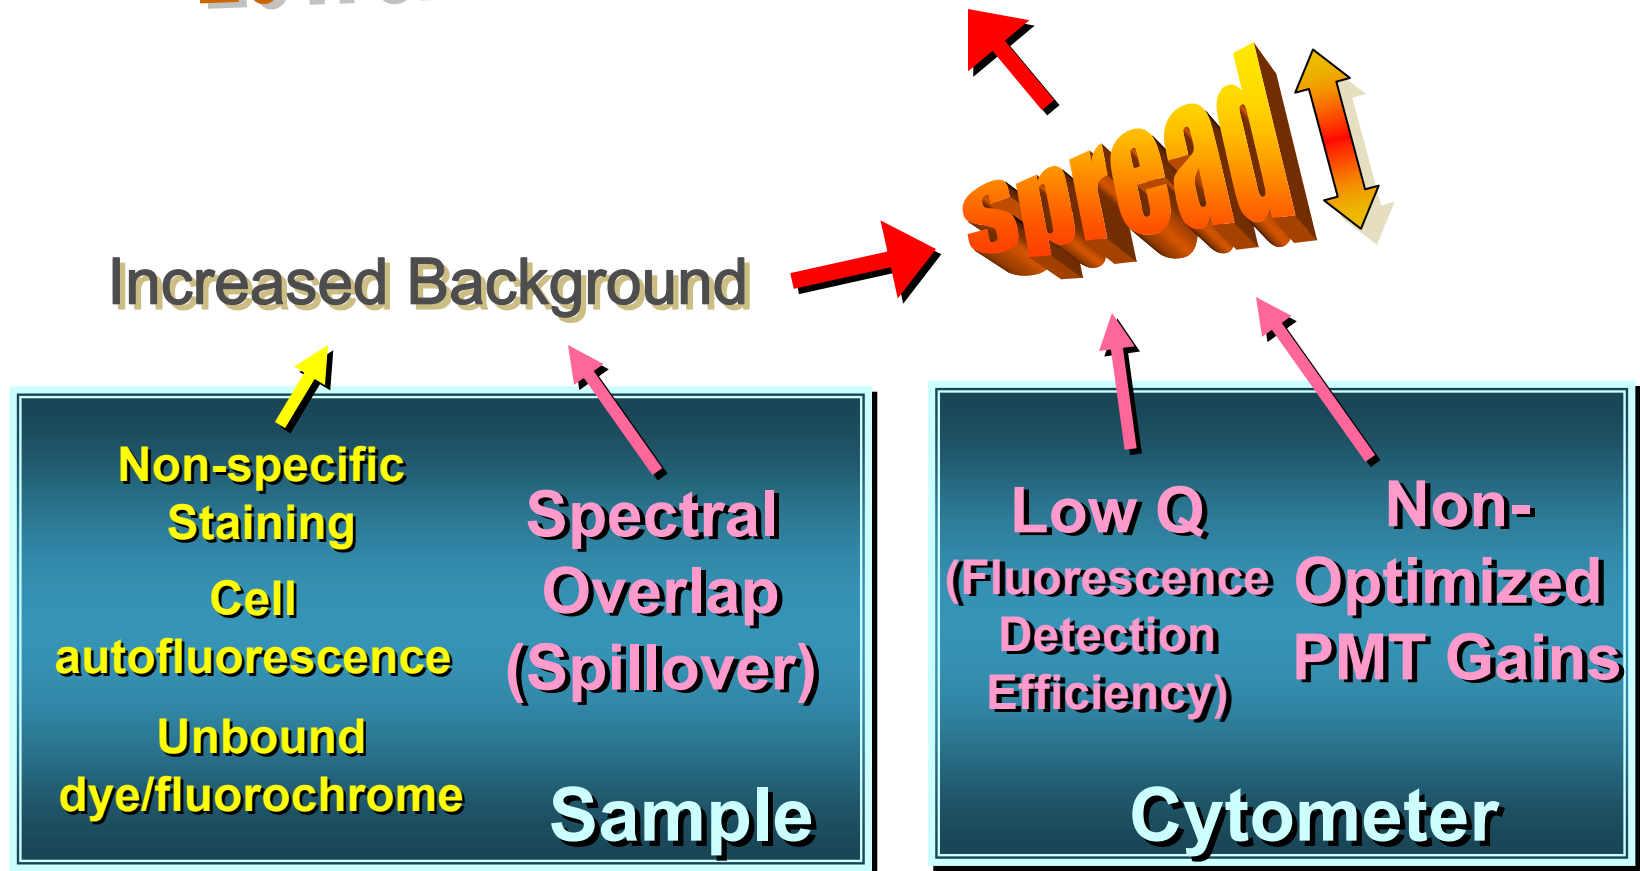 spread
Increased Background
Non-specific
Staining
Cell
autofluorescence
Unbound
dye/fluorochrome
Spectral
Overlap
(Spillover)
Sample
Low Q
(Fluorescence
Detection
Efficiency)
Non-
Optimized
PMT Gains
Cytometer